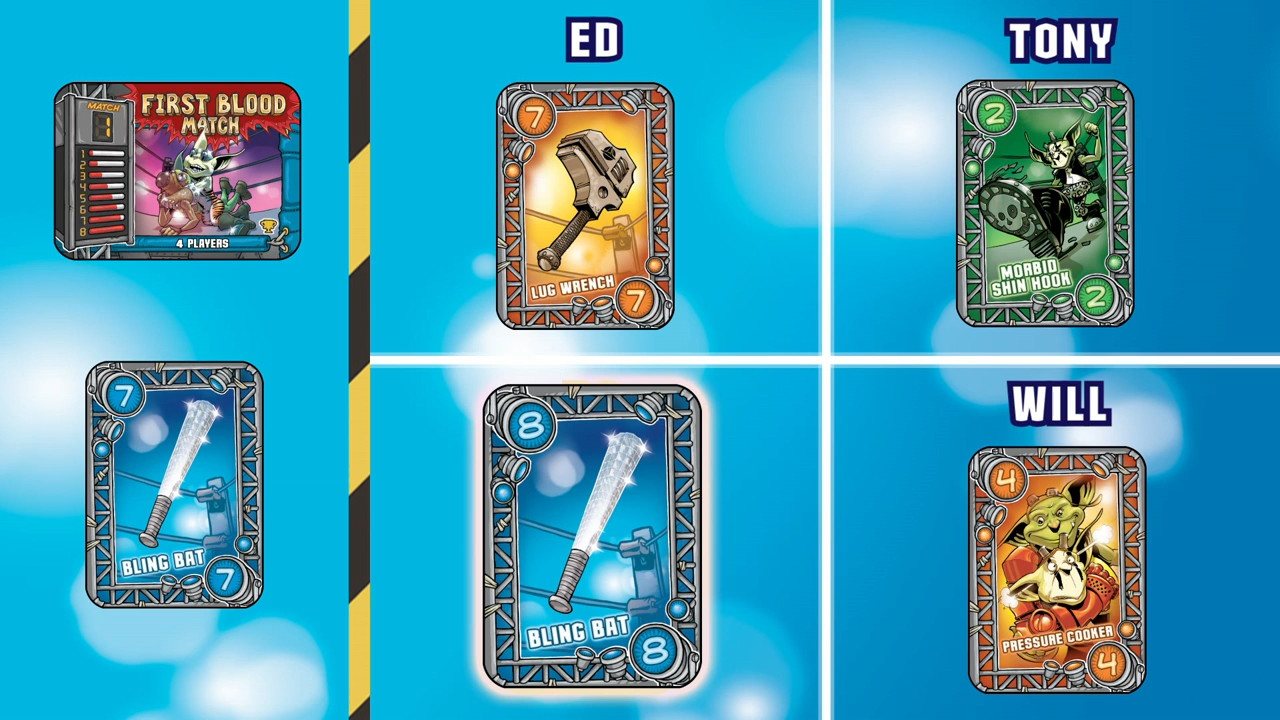 ED
TONY
MATCH
1
FIRST BLOOD
MATCH
1
2
3
4
5
6
7
8
4 PLAYERS
7
LUG WRENCH
7
2
MORBID
SHIN HOOK
2
WILL
7
BLING BAT
7
8
BLING BAT
8
4
PRESSURE COOKER
4